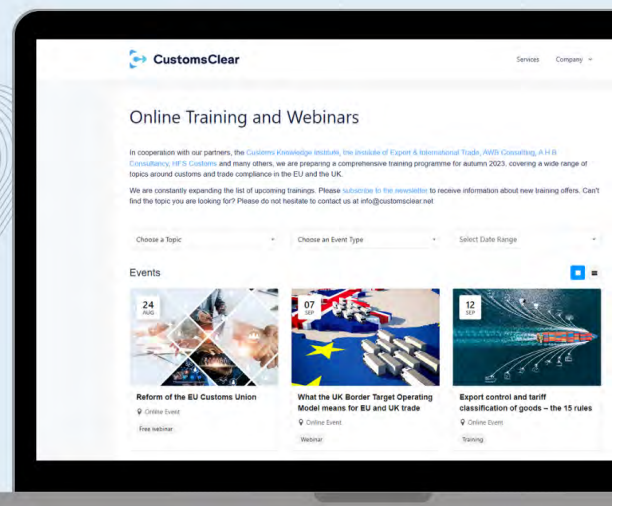 CustomsClear
Services Company
Online Training and Webinars
In cooperation with our partners, the Customs Knowledge Institute, the Institute of Export & International Trade, AWR Consulting, A H R
Consultancy, Hf S Customs and many others, we are preparing a comprehensive training programme for autumn 2023, covering a wide range of
topics around customs and trade compliance in the EU and the UK.
We are constantly expanding the list of upcoming trainings. Please subscribe to the newsletter to receive information about new training offers. Can't
find the topic you are looking for? Please do not hesitate to contact us at info@customsclear.net
Choose a Topic Choose an Event Type Select Date Range
Events
24 07 12
AUG SEP SEP
Reform of the EU Customs Union
Online Event
Free webinar
What the UK Border Target Operating
Model means for EU and UK trade
Online Event
Webinar
Export control and tariff
classification of goods – the 15 rules
Online Event
Training